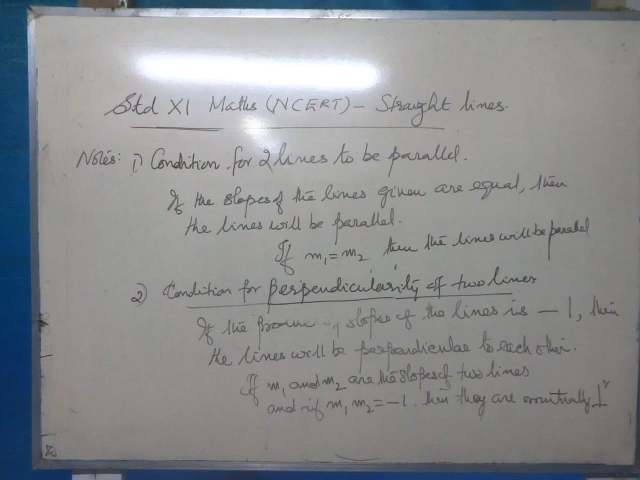 Std XI Maths (NCERT) - Straight lines.
Notes: 1) Condition for 2 lines to be parallel.
If the slopes of the lines given are equal, then
the lines will be parallel.
If m₁ = m₂ then the lines will be parallel
2) Condition for perpendicularity of two lines
If the of slopes of the lines is - 1, then
the lines will be perpendicular to each other.
If m₁ and m₂ are the slopes of two lines
and if m₁ m₂ = -1. then they are mutually ⊥ʳ